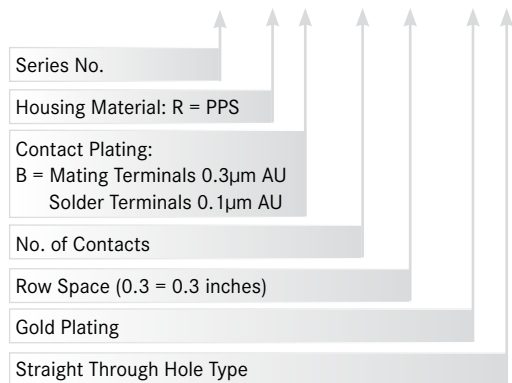 Series No.
Housing Material: R = PPS
Contact Plating:
B = Mating Terminals 0.3µm AU
Solder Terminals 0.1µm AU
No. of Contacts
Row Space (0.3 = 0.3 inches)
Gold Plating
Straight Through Hole Type